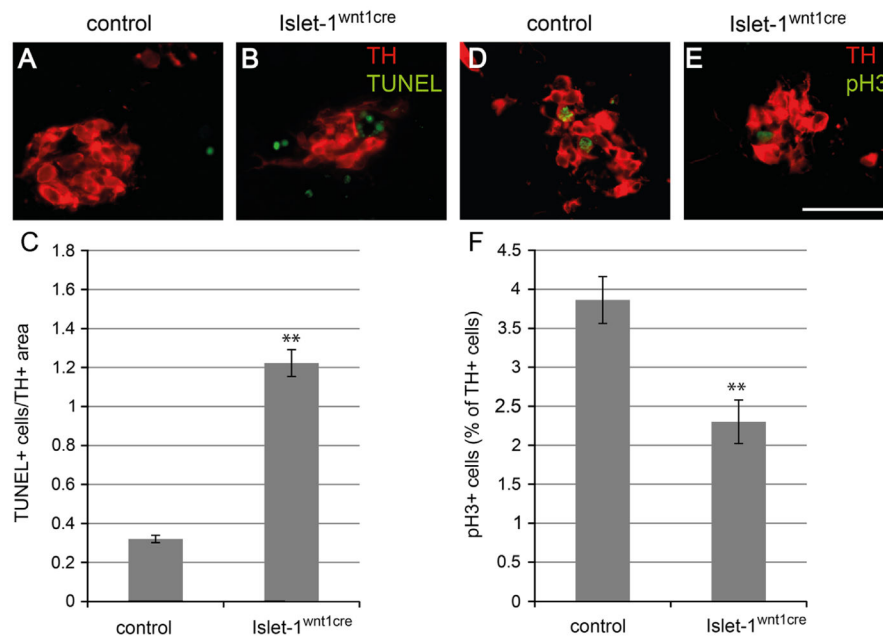 control
Islet-1wnt1cre
control
Islet-1wnt1cre
A
B
TH
TUNEL
D
E
TH
pH3
C
1.8
1.6
1.4
1.2
1
0.8
0.6
0.4
0.2
0
TUNEL+ cells/TH+ area
**
control
Islet-1wnt1cre
F
4.5
4
3.5
3
2.5
2
1.5
1
0.5
0
pH3+ cells (% of TH+ cells)
**
control
Islet-1wnt1cre